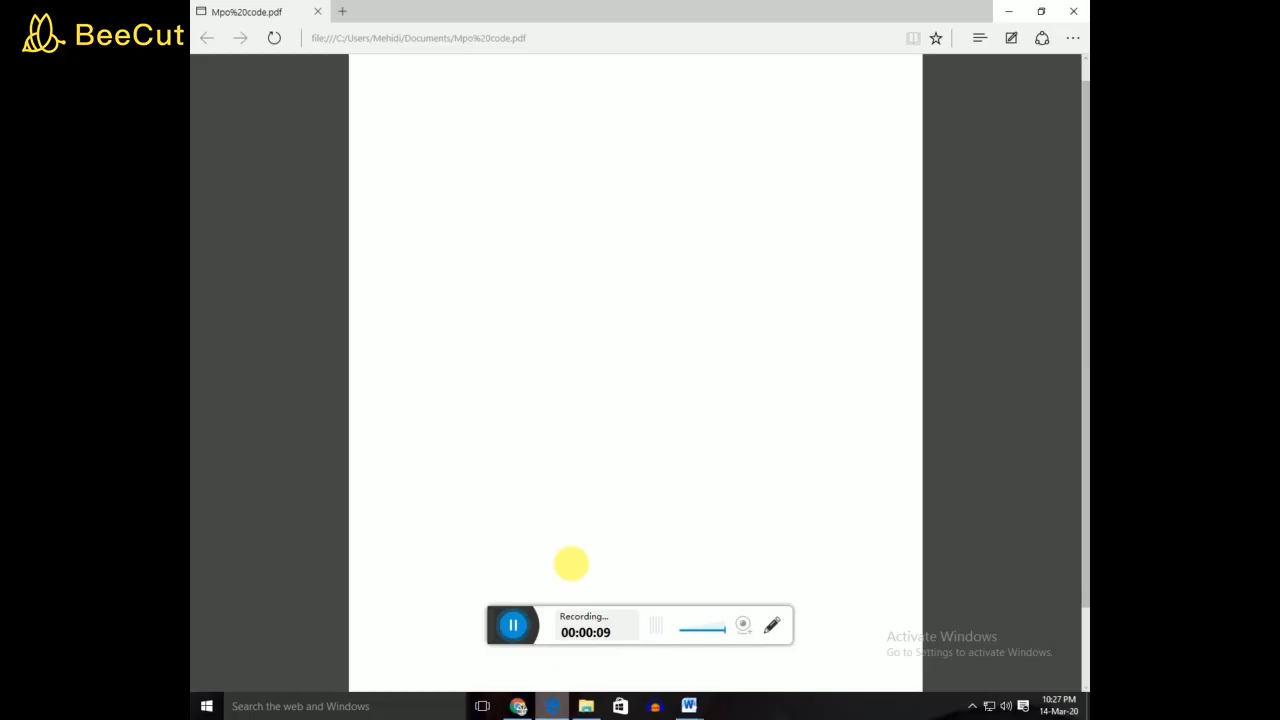 BeeCut
Mpo%20code.pdf
file:///C:/Users/Mehidi/Documents/Mpo%20code.pdf
Recording...
00:00:09
Activate Windows
Go to Settings to activate Windows.
Search the web and Windows
10:27 PM
14-Mar-20